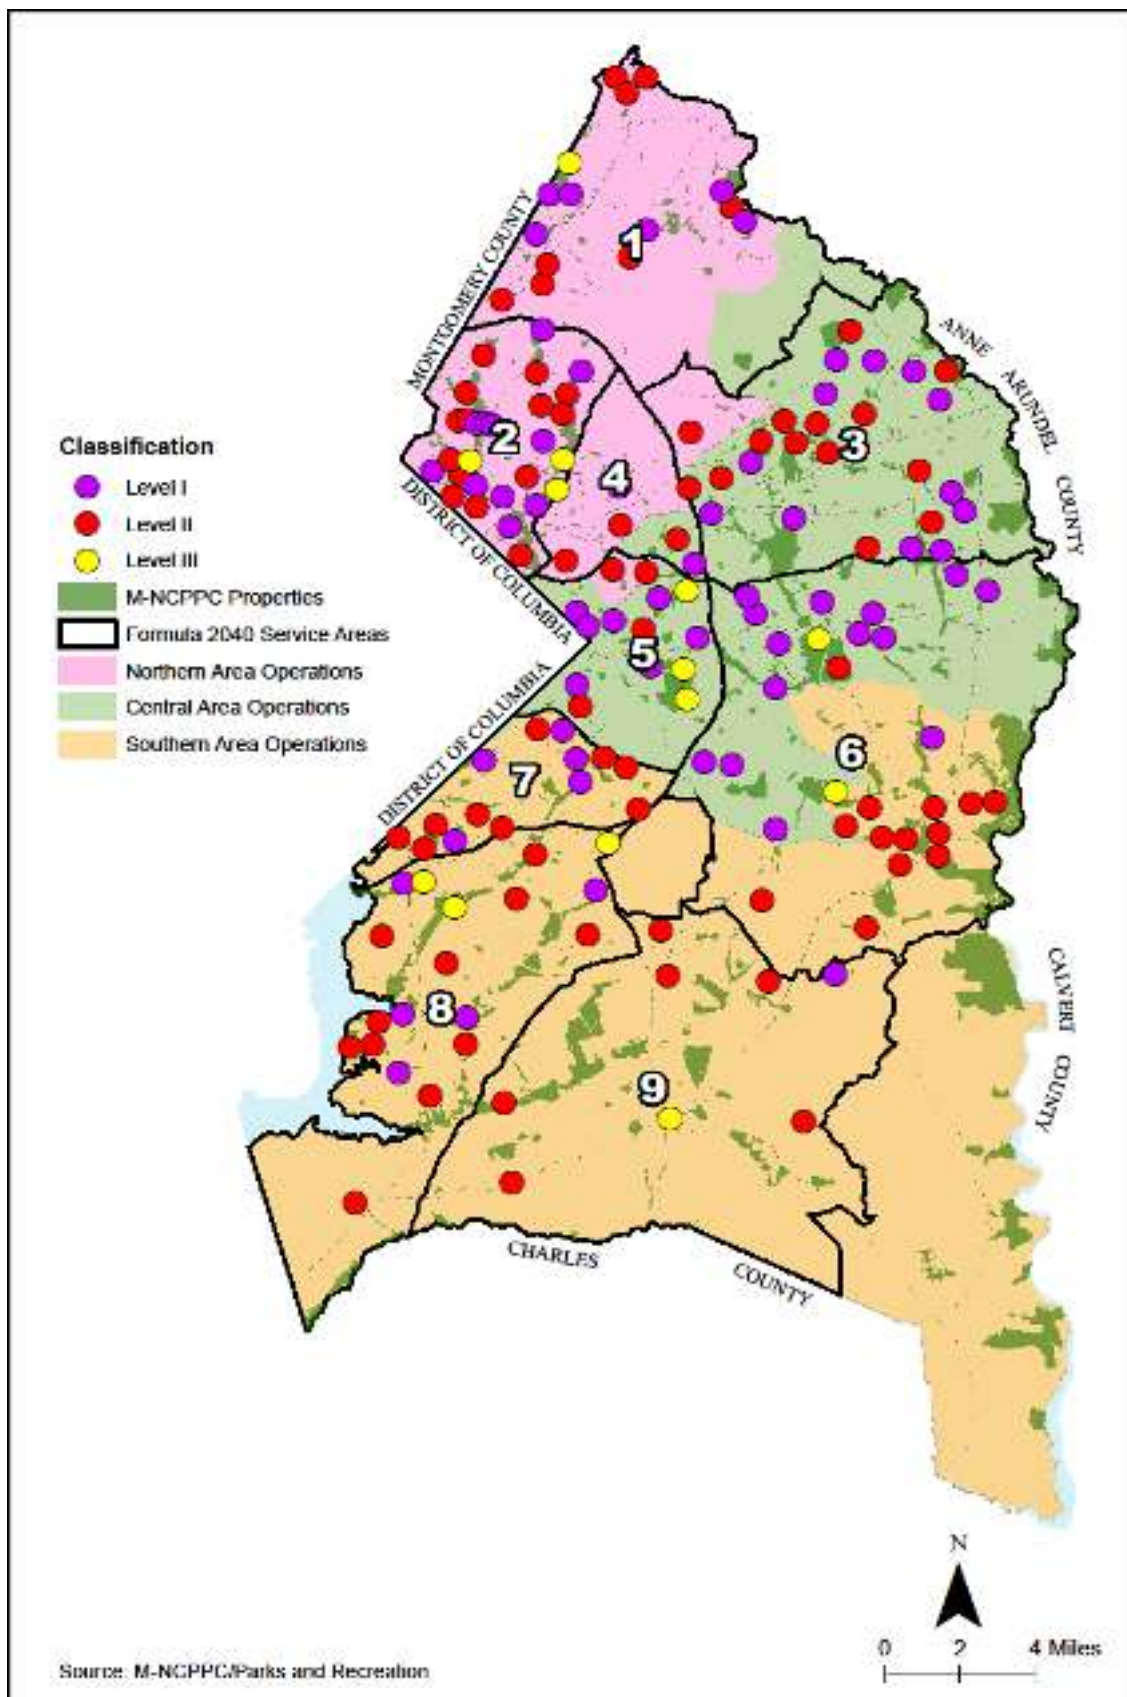 MONTGOMERY COUNTY
1
ANNE ARUNDEL COUNTY
2
3
4
DISTRICT OF COLUMBIA
Classification
Level I
Level II
Level III
M-NCPPC Properties
Formula 2040 Service Areas
Northern Area Operations
Central Area Operations
Southern Area Operations
5
DISTRICT OF COLUMBIA
6
7
8
CALVERT COUNTY
9
CHARLES COUNTY
N
0 2 4 Miles
Source: M-NCPPC/Parks and Recreation